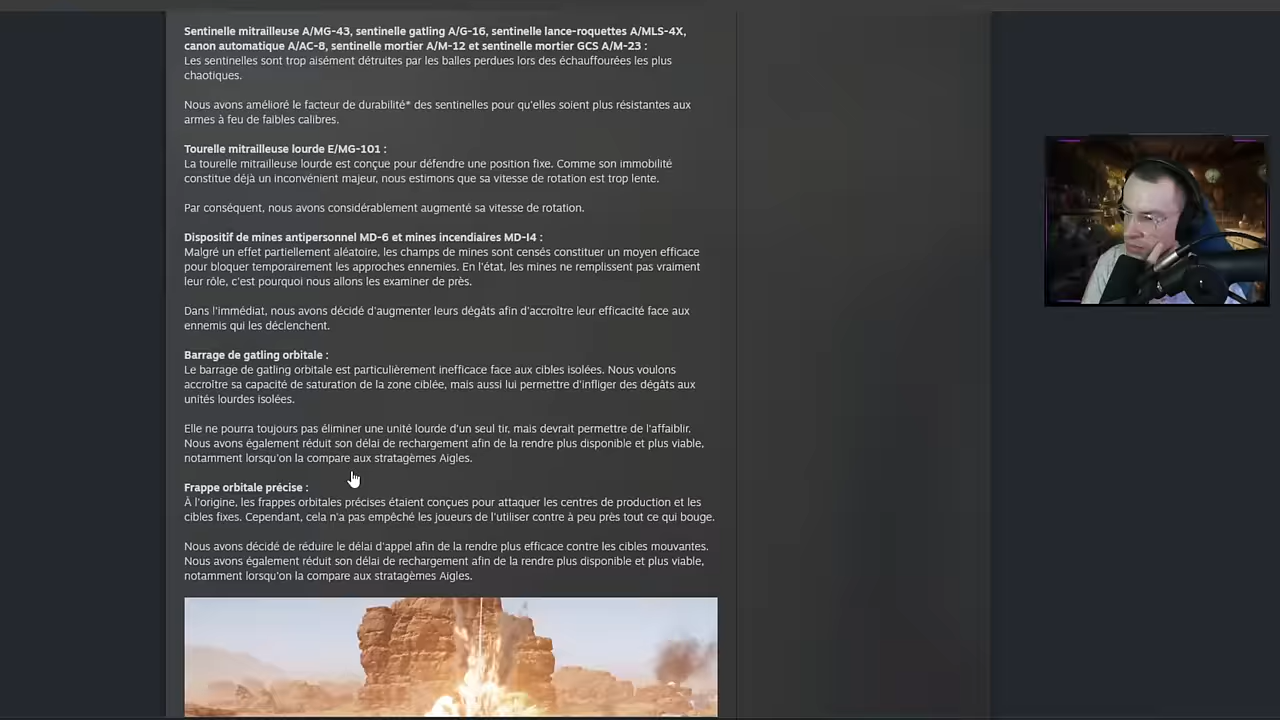 Sentinelle mitrailleuse A/MG-43, sentinelle gatling A/G-16, sentinelle lance-roquettes A/MLS-4X,
canon automatique A/AC-8, sentinelle mortier A/M-12 et sentinelle mortier GCS A/M-23 :
Les sentinelles sont trop aisément détruites par les balles perdues lors des échauffourées les plus
chaotiques.
Nous avons amélioré le facteur de durabilité* des sentinelles pour qu'elles soient plus résistantes aux
armes à feu de faibles calibres.
Tourelle mitrailleuse lourde E/MG-101 :
La tourelle mitrailleuse lourde est conçue pour défendre une position fixe. Comme son immobilité
constitue déjà un inconvénient majeur, nous estimons que sa vitesse de rotation est trop lente.
Par conséquent, nous avons considérablement augmenté sa vitesse de rotation.
Dispositif de mines antipersonnel MD-6 et mines incendiaires MD-I4 :
Malgré un effet partiellement aléatoire, les champs de mines sont censés constituer un moyen efficace
pour bloquer temporairement les approches ennemies. En l'état, les mines ne remplissent pas vraiment
leur rôle, c'est pourquoi nous allons les examiner de près.
Dans l'immédiat, nous avons décidé d'augmenter leurs dégâts afin d'accroître leur efficacité face aux
ennemis qui les déclenchent.
Barrage de gatling orbitale :
Le barrage de gatling orbitale est particulièrement inefficace face aux cibles isolées. Nous voulons
accroître sa capacité de saturation de la zone ciblée, mais aussi lui permettre d'infliger des dégâts aux
unités lourdes isolées.
Elle ne pourra toujours pas éliminer une unité lourde d'un seul tir, mais devrait permettre de l'affaiblir.
Nous avons également réduit son délai de rechargement afin de la rendre plus disponible et plus viable,
notamment lorsqu'on la compare aux stratagèmes Aigles.
Frappe orbitale précise :
À l'origine, les frappes orbitales précises étaient conçues pour attaquer les centres de production et les
cibles fixes. Cependant, cela n'a pas empêché les joueurs de l'utiliser contre à peu près tout ce qui bouge.
Nous avons décidé de réduire le délai d'appel afin de la rendre plus efficace contre les cibles mouvantes.
Nous avons également réduit son délai de rechargement afin de la rendre plus disponible et plus viable,
notamment lorsqu'on la compare aux stratagèmes Aigles.